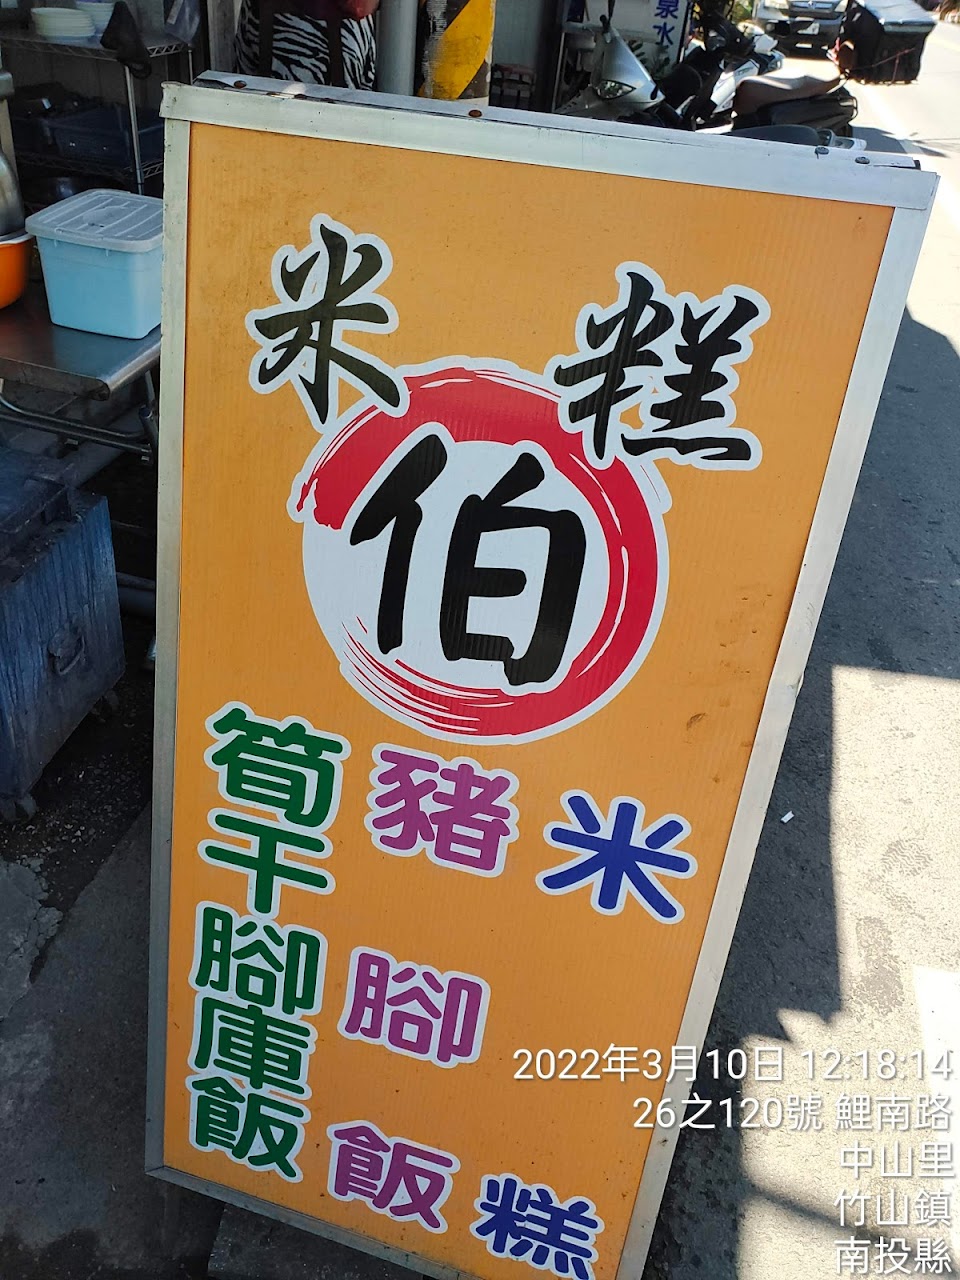 泉水
米糕
伯
米糕
豬腳飯
筍干腳庫飯
2022年3月10日 12:18:14
26之120號 鯉南路
中山里
竹山鎮
南投縣